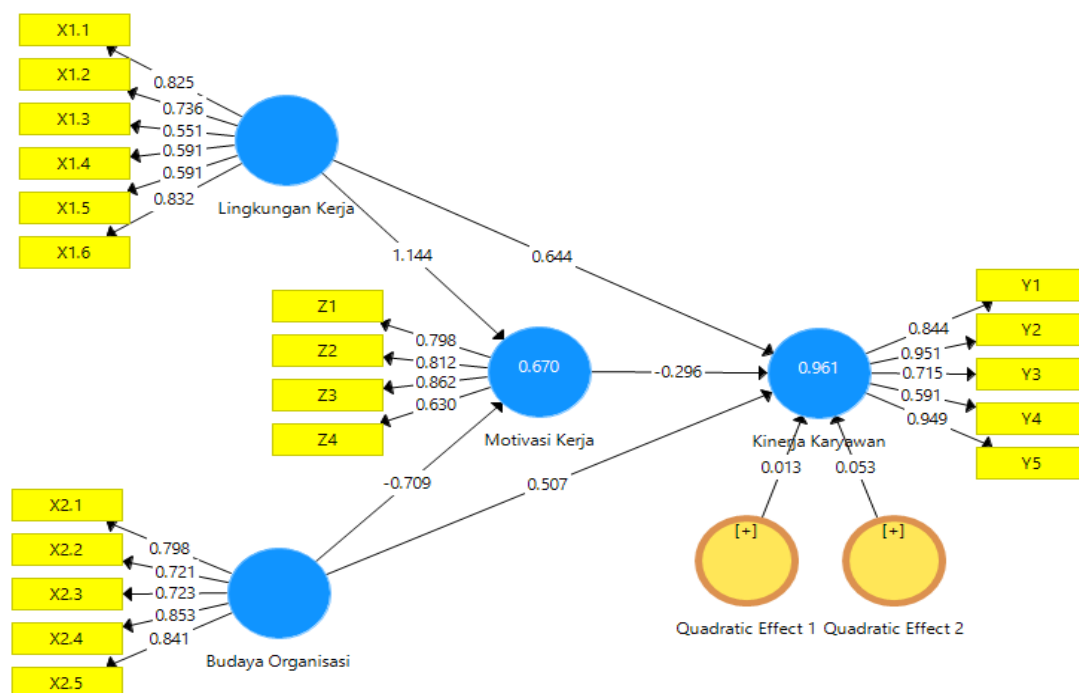 X1.1
X1.2
X1.3
X1.4
X1.5
X1.6
0.825
0.736
0.551
0.591
0.591
0.832
Lingkungan Kerja
1.144
0.644
Z1
Z2
Z3
Z4
0.798
0.812
0.862
0.630
0.670
Motivasi Kerja
-0.296
0.961
Kinerja Karyawan
0.844
0.951
0.715
0.591
0.949
Y1
Y2
Y3
Y4
Y5
-0.709
0.507
0.013
0.053
[+]
[+]
Quadratic Effect 1
Quadratic Effect 2
X2.1
X2.2
X2.3
X2.4
X2.5
0.798
0.721
0.723
0.853
0.841
Budaya Organisasi